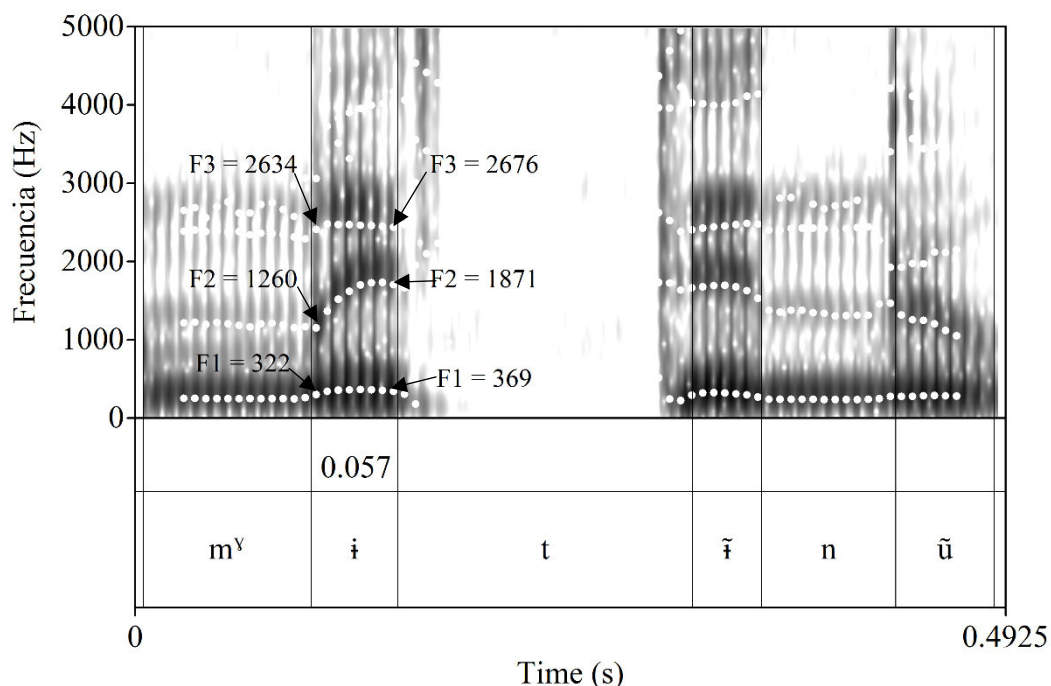 5000
4000
3000
2000
1000
0
Frecuencia (Hz)
F3 = 2634
F3 = 2676
F2 = 1260
F2 = 1871
F1 = 322
F1 = 369
0.057
mˠ ɨ t ɨ̃ n ũ
0 0.4925
Time (s)